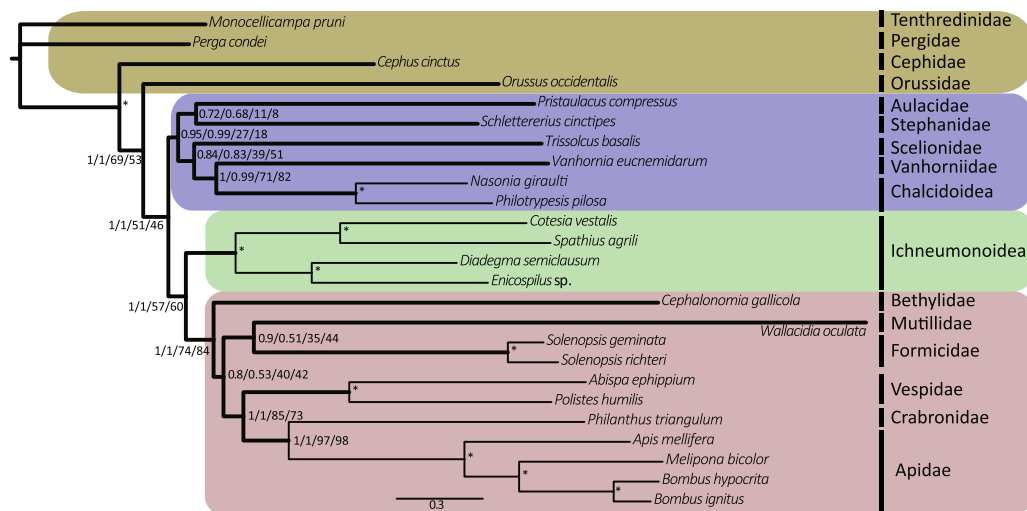 Monocellicampa pruni Tenthredinidae
Perga condei Pergidae
Cephus cinctus Cephidae
*
Orussus occidentalis Orussidae
Pristaulacus compressus Aulacidae
0.72/0.68/11/8
Schlettererius cinctipes Stephanidae
0.95/0.99/27/18
Trissolcus basalis Scelionidae
0.84/0.83/39/51
1/1/69/53
Vanhornia eucnemidarum Vanhorniidae
1/0.99/71/82
Nasonia giraulti
*
Chalcidoidea
Philotrypesis pilosa
Cotesia vestalis
1/1/51/46
*
Spathius agrili
*
Ichneumonoidea
Diadegma semiclausum
*
Enicospilus sp.
1/1/57/60
Cephalonomia gallicola Bethylidae
Wallacidia oculata Mutillidae
0.9/0.51/35/44
Solenopsis geminata
1/1/74/84
*
Formicidae
Solenopsis richteri
0.8/0.53/40/42
Abispa ephippium
*
Vespidae
Polistes humilis
1/1/85/73
Philanthus triangulum Crabronidae
1/1/97/98
Apis mellifera
*
Melipona bicolor
*
Apidae
Bombus hypocrita
*
Bombus ignitus
0.3